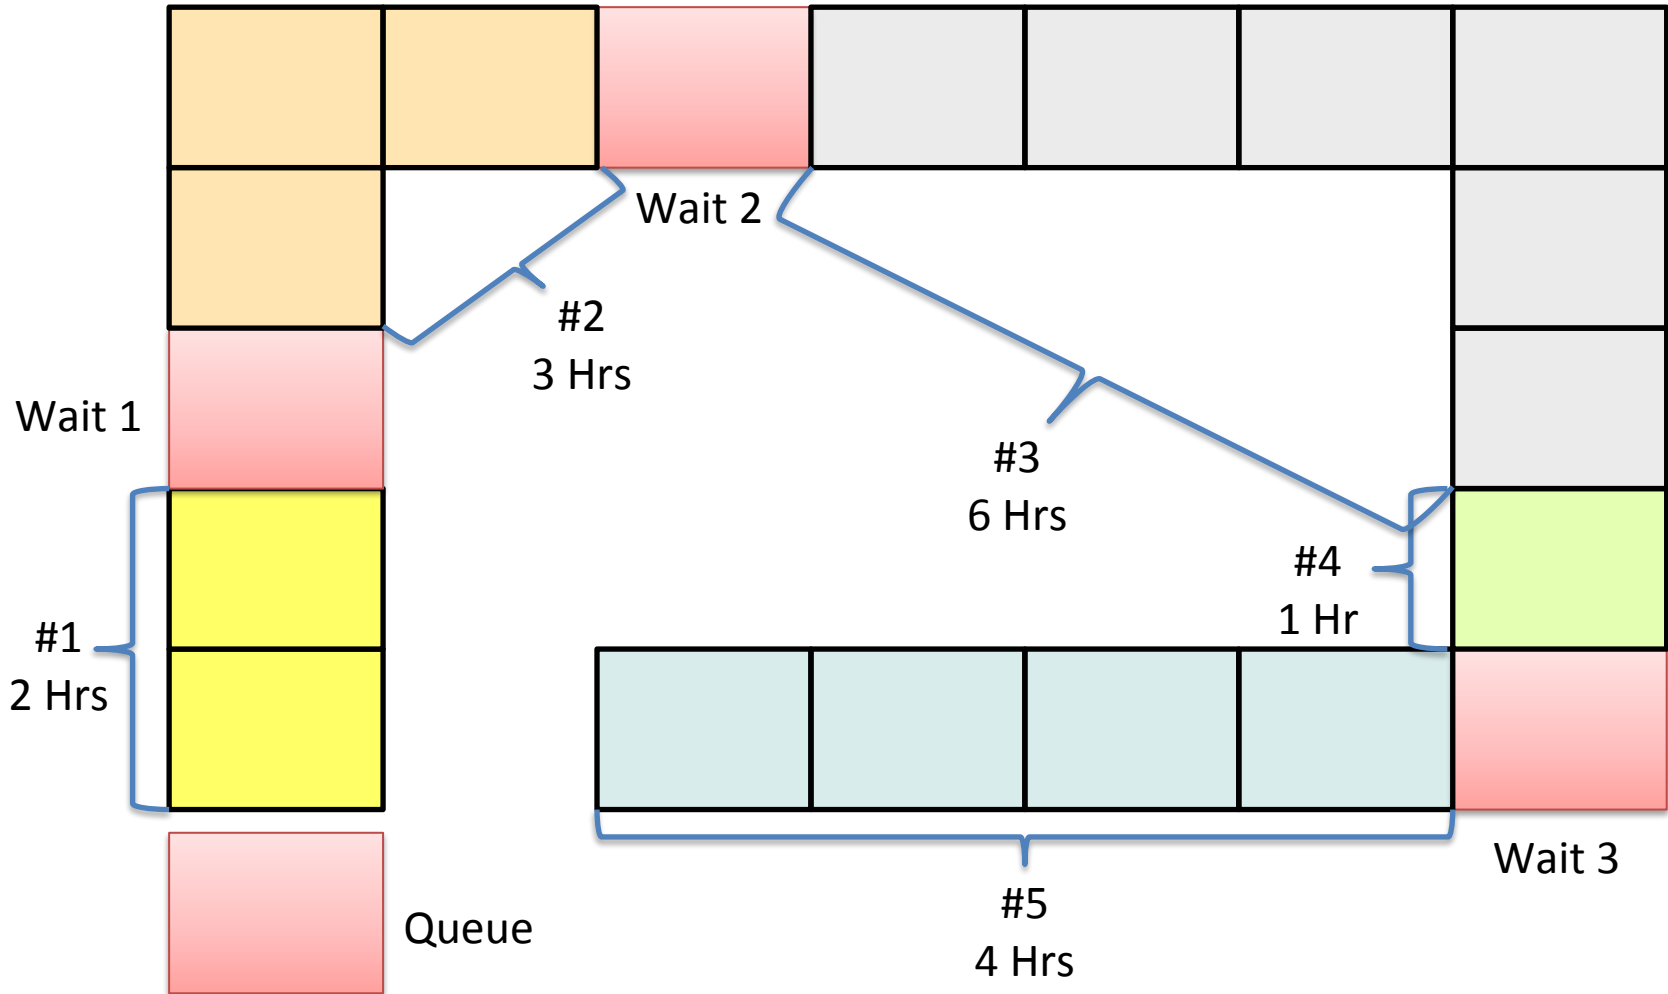 Wait 2
#2
3 Hrs
Wait 1
#3
6 Hrs
#4
1 Hr
#1
2 Hrs
Wait 3
#5
4 Hrs
Queue